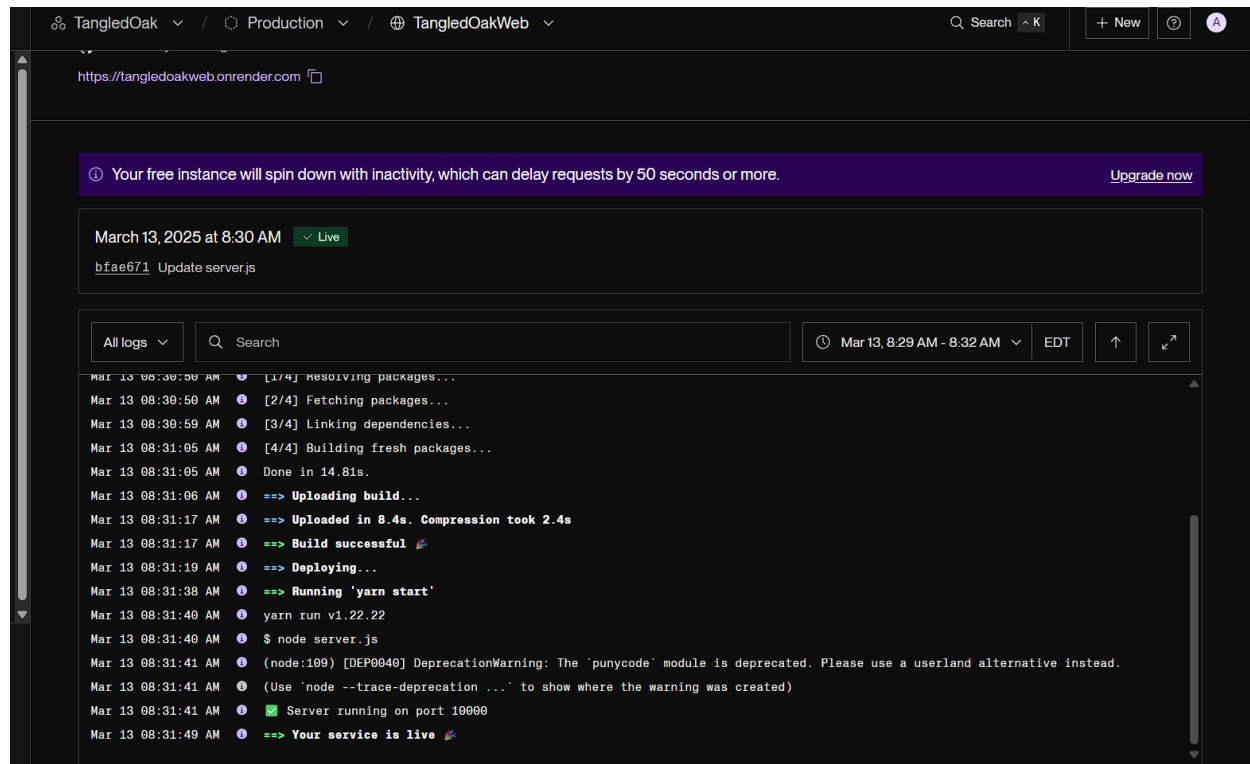 TangledOak / Production / TangledOakWeb Search ^ K + New A
https://tangledoakweb.onrender.com
Your free instance will spin down with inactivity, which can delay requests by 50 seconds or more. Upgrade now
March 13, 2025 at 8:30 AM Live
bfae671 Update server.js
All logs Search Mar 13, 8:29 AM - 8:32 AM EDT
Mar 13 08:30:50 AM [1/4] Resolving packages...
Mar 13 08:30:50 AM [2/4] Fetching packages...
Mar 13 08:30:59 AM [3/4] Linking dependencies...
Mar 13 08:31:05 AM [4/4] Building fresh packages...
Mar 13 08:31:05 AM Done in 14.81s.
Mar 13 08:31:06 AM ==> Uploading build...
Mar 13 08:31:17 AM ==> Uploaded in 8.4s. Compression took 2.4s
Mar 13 08:31:17 AM ==> Build successful 🎉
Mar 13 08:31:19 AM ==> Deploying...
Mar 13 08:31:38 AM ==> Running 'yarn start'
Mar 13 08:31:40 AM yarn run v1.22.22
Mar 13 08:31:40 AM $ node server.js
Mar 13 08:31:41 AM (node:109) [DEP0040] DeprecationWarning: The `punycode` module is deprecated. Please use a userland alternative instead.
Mar 13 08:31:41 AM (Use `node --trace-deprecation ...` to show where the warning was created)
Mar 13 08:31:41 AM ✅ Server running on port 10000
Mar 13 08:31:49 AM ==> Your service is live 🎉